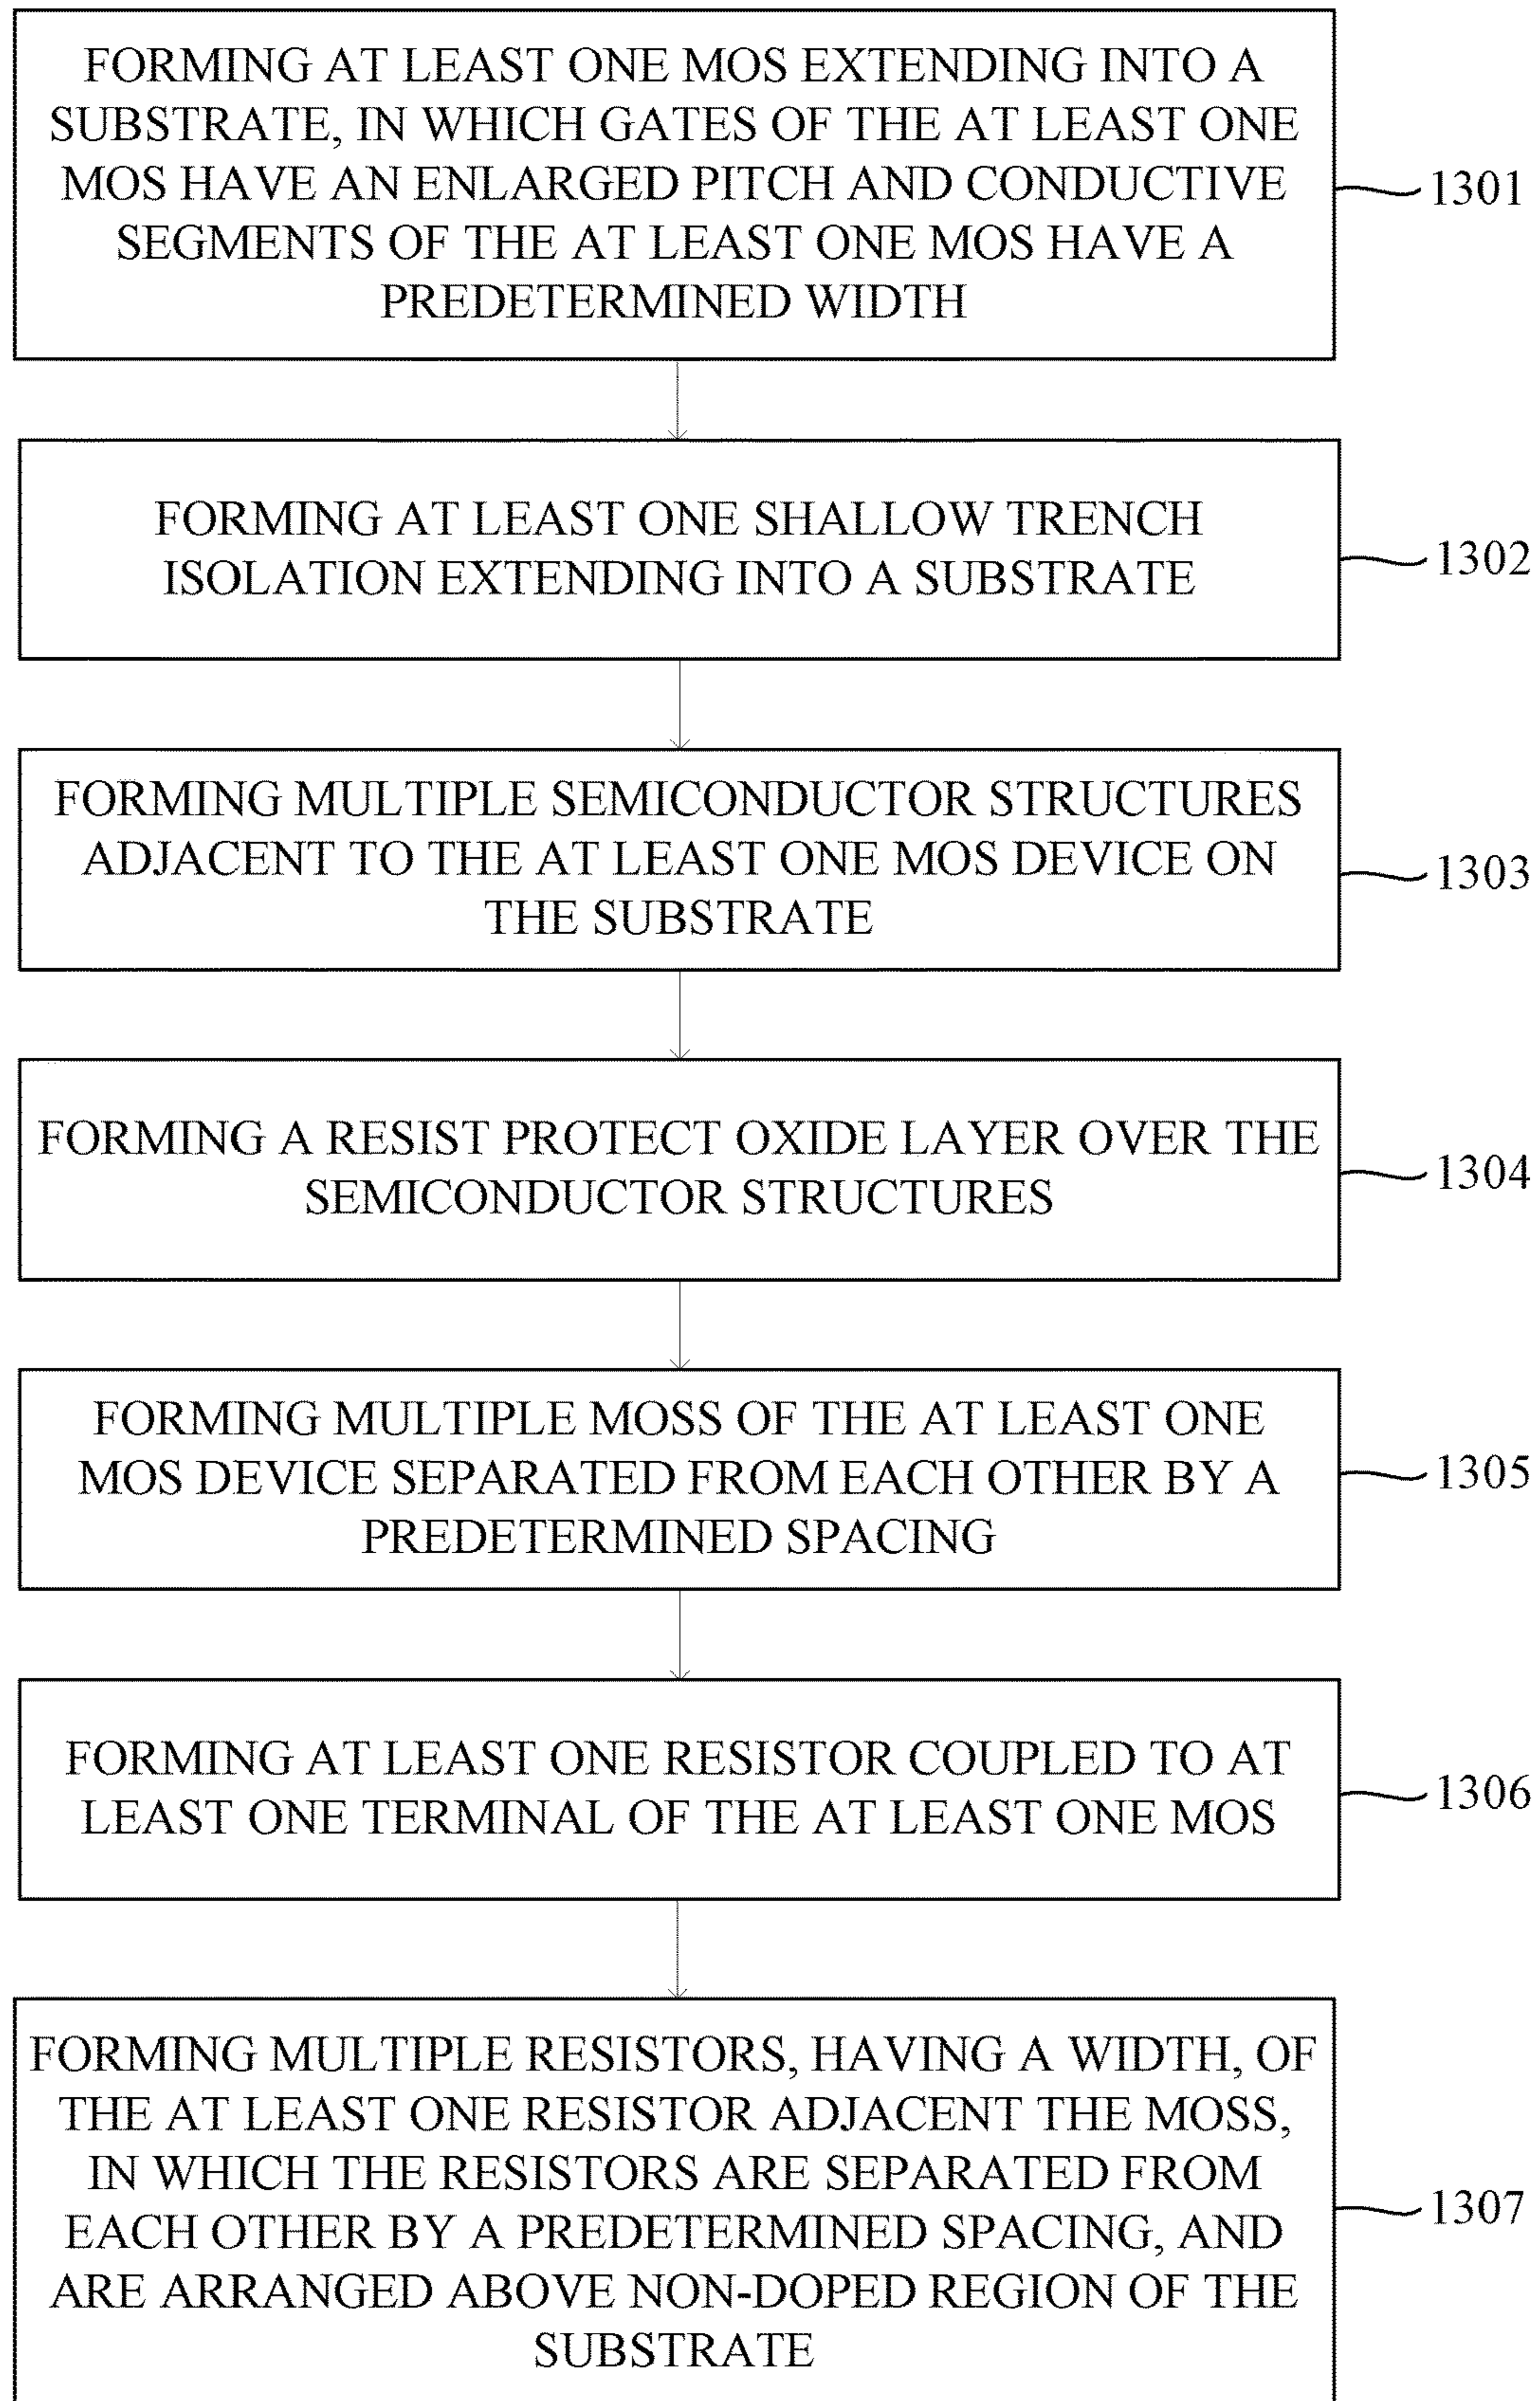 FORMING AT LEAST ONE MOS EXTENDING INTO A
SUBSTRATE, IN WHICH GATES OF THE AT LEAST ONE
MOS HAVE AN ENLARGED PITCH AND CONDUCTIVE
SEGMENTS OF THE AT LEAST ONE MOS HAVE A
PREDETERMINED WIDTH
1301
FORMING AT LEAST ONE SHALLOW TRENCH
ISOLATION EXTENDING INTO A SUBSTRATE
1302
FORMING MULTIPLE SEMICONDUCTOR STRUCTURES
ADJACENT TO THE AT LEAST ONE MOS DEVICE ON
THE SUBSTRATE
1303
FORMING A RESIST PROTECT OXIDE LAYER OVER THE
SEMICONDUCTOR STRUCTURES
1304
FORMING MULTIPLE MOSS OF THE AT LEAST ONE
MOS DEVICE SEPARATED FROM EACH OTHER BY A
PREDETERMINED SPACING
1305
FORMING AT LEAST ONE RESISTOR COUPLED TO AT
LEAST ONE TERMINAL OF THE AT LEAST ONE MOS
1306
FORMING MULTIPLE RESISTORS, HAVING A WIDTH, OF
THE AT LEAST ONE RESISTOR ADJACENT THE MOSS,
IN WHICH THE RESISTORS ARE SEPARATED FROM
EACH OTHER BY A PREDETERMINED SPACING, AND
ARE ARRANGED ABOVE NON-DOPED REGION OF THE
SUBSTRATE
1307